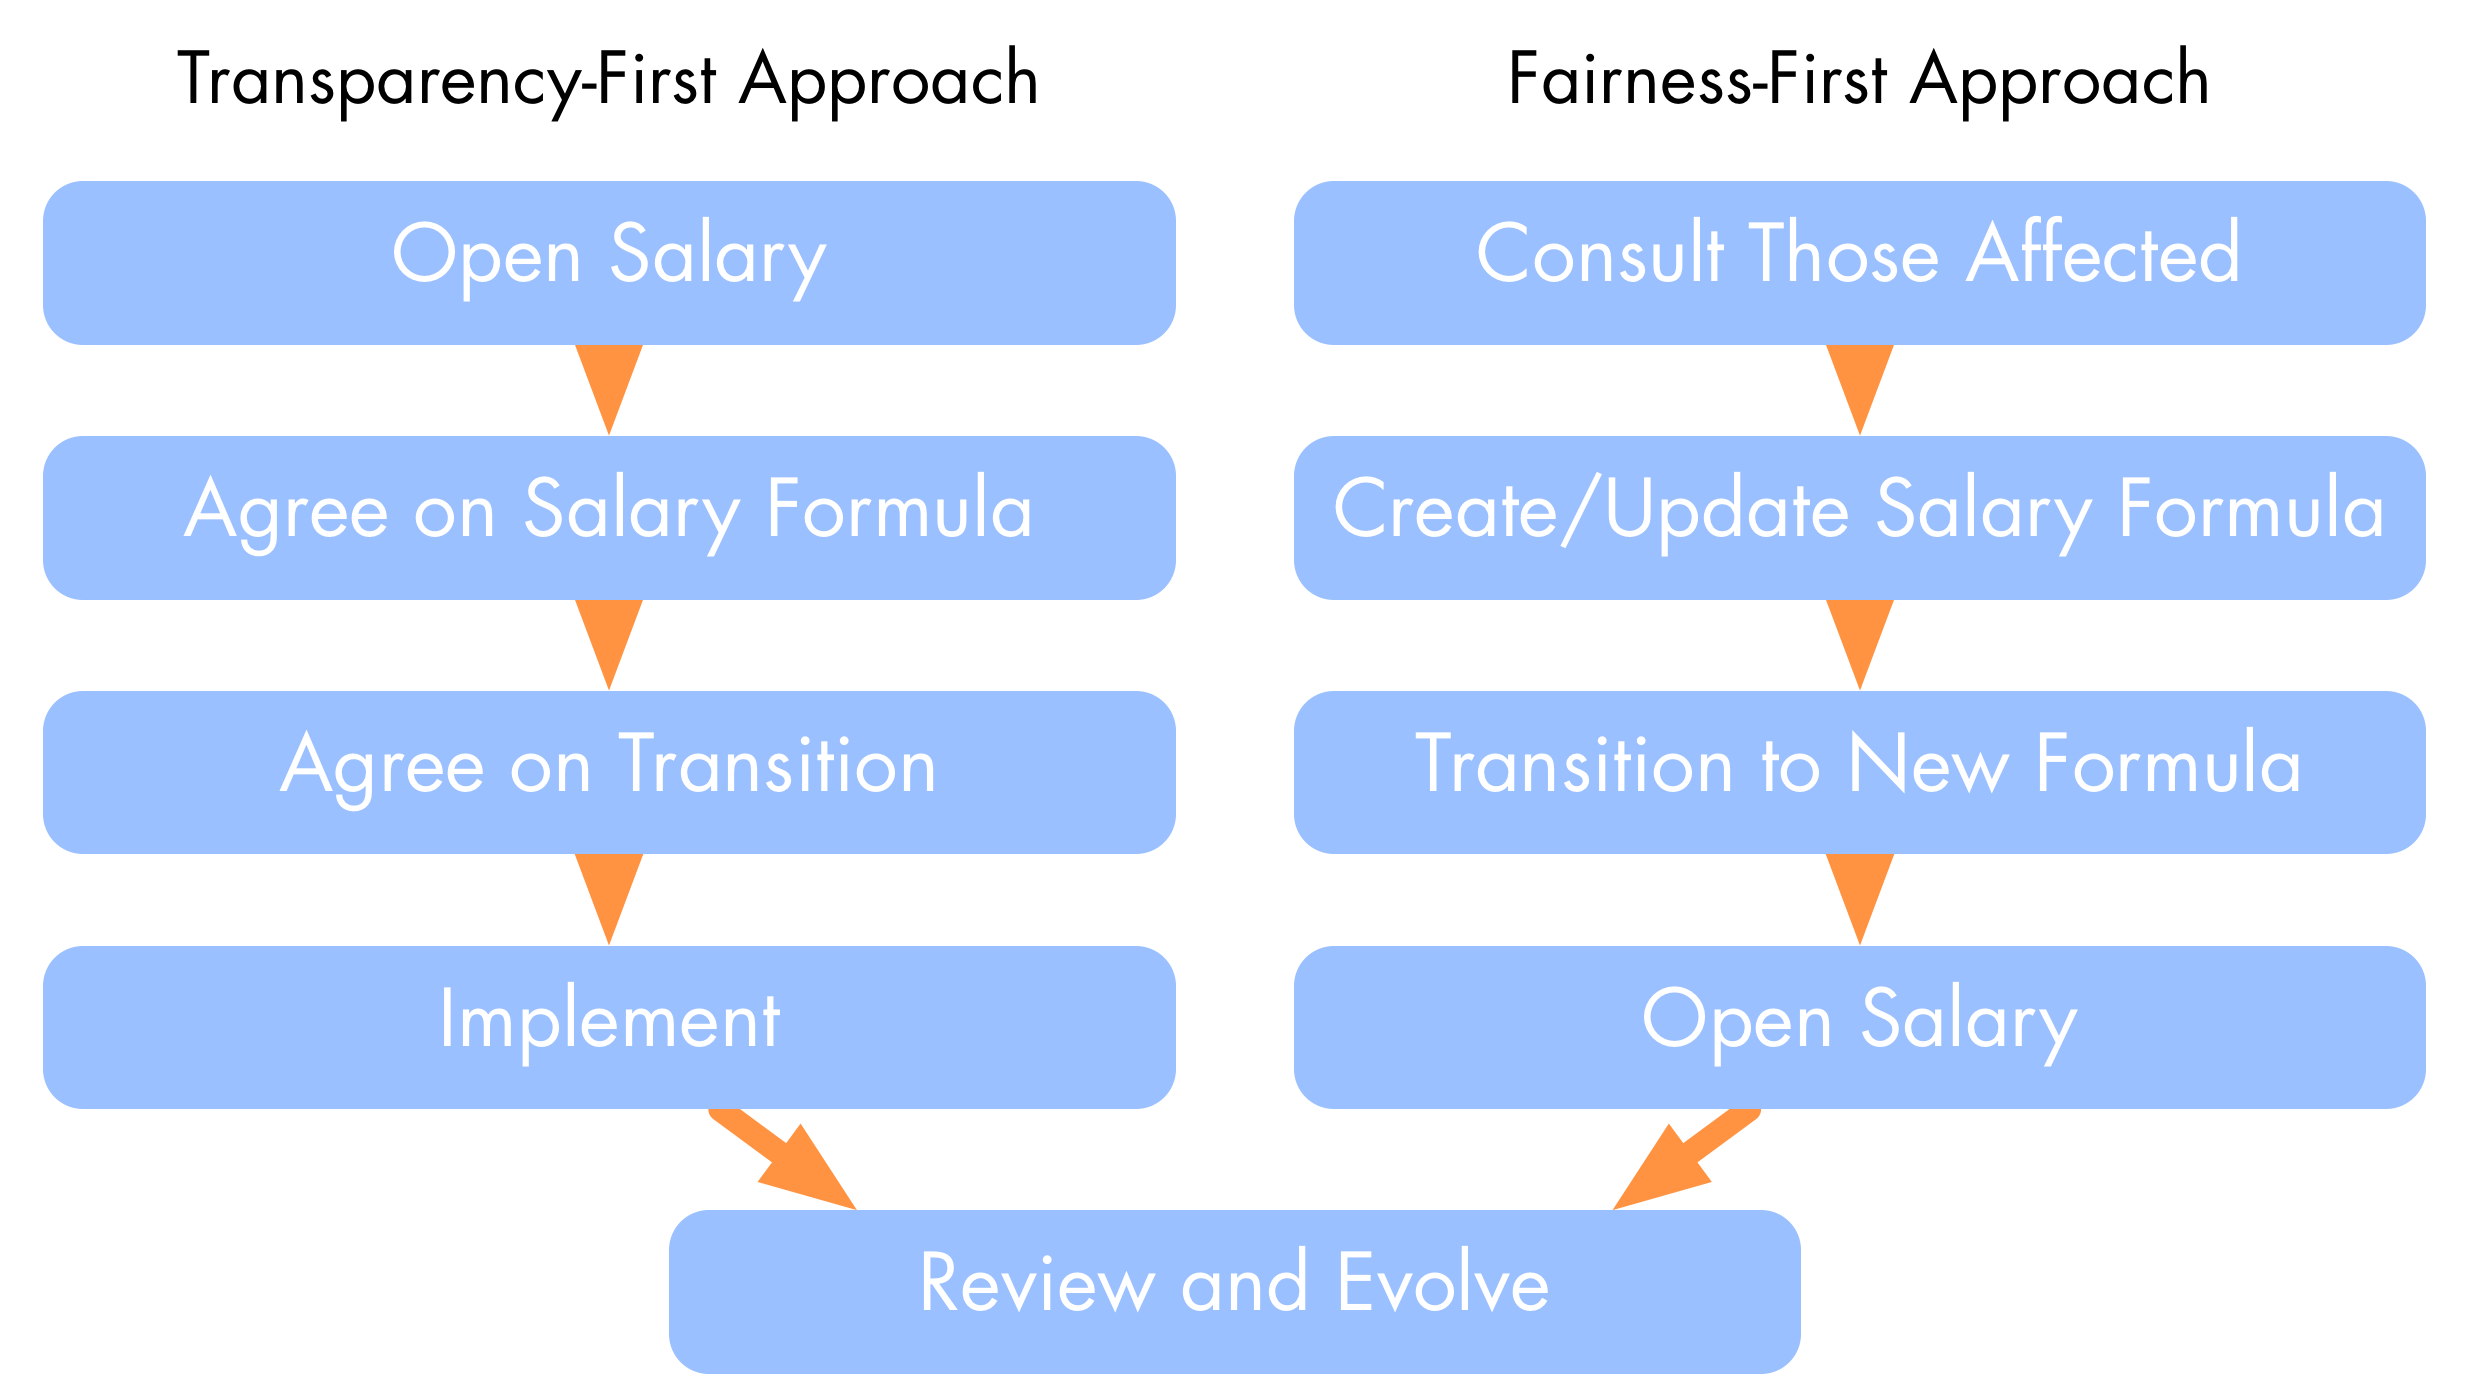 Transparency-First Approach
Open Salary
Agree on Salary Formula
Agree on Transition
Implement
Fairness-First Approach
Consult Those Affected
Create/Update Salary Formula
Transition to New Formula
Open Salary
Review and Evolve